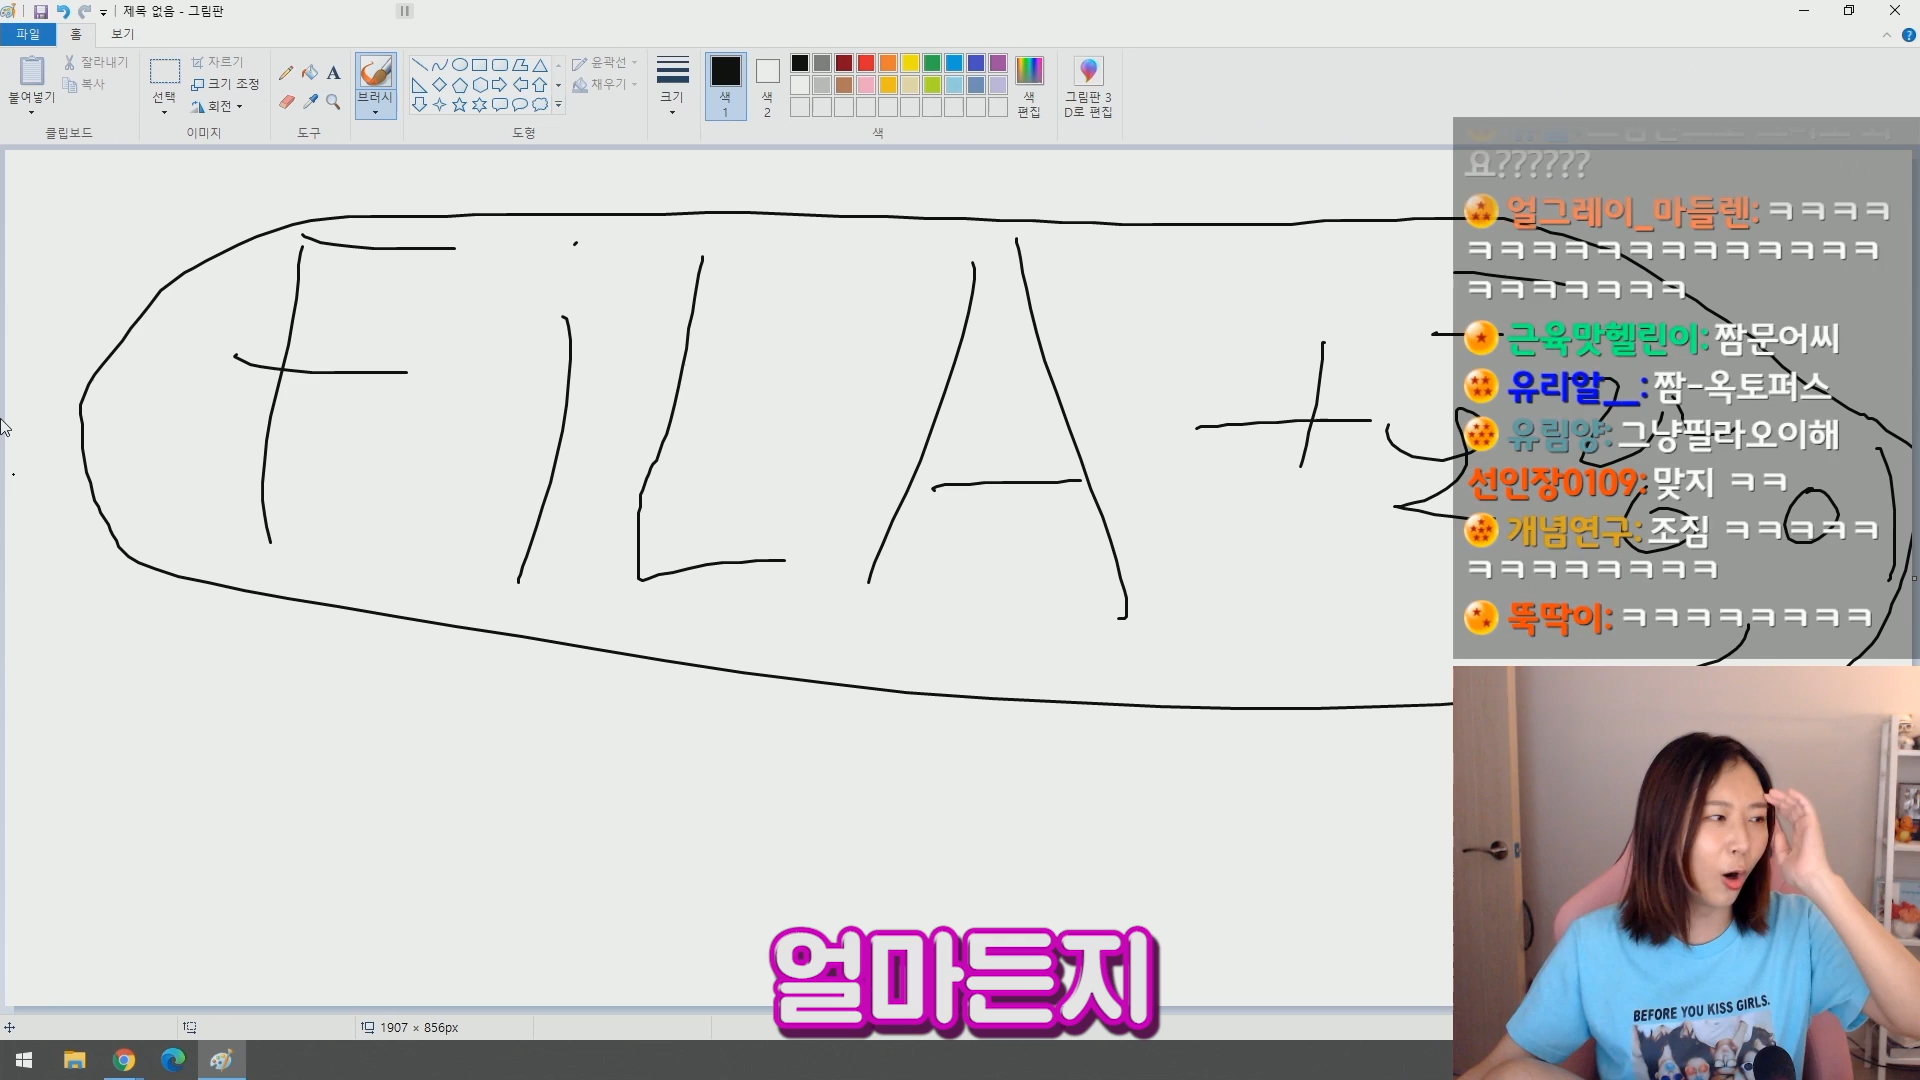 제목 없음 - 그림판
파일 홈 보기
붙여넣기
잘라내기
복사
클립보드
선택
자르기
크기 조정
회전
이미지
A
도구
브러시
윤곽선
채우기
도형
크기
색
1
색
2
색
편집
색
그림판 3
D로 편집
FILA +
요??????
얼그레이_마들렌: ㅋㅋㅋㅋ
ㅋㅋㅋㅋㅋㅋㅋㅋㅋㅋㅋㅋㅋ
ㅋㅋㅋㅋㅋㅋㅋ
근육맛헬린이: 짬문어씨
유리알__: 짬-옥토퍼스
유림양: 그냥필라오이해
선인장0109: 맞지 ㅋㅋ
개념연구: 조짐 ㅋㅋㅋㅋㅋ
ㅋㅋㅋㅋㅋㅋㅋㅋ
뚝딱이: ㅋㅋㅋㅋㅋㅋㅋㅋ
BEFORE YOU KISS GIRLS.
얼마든지
1907 × 856px